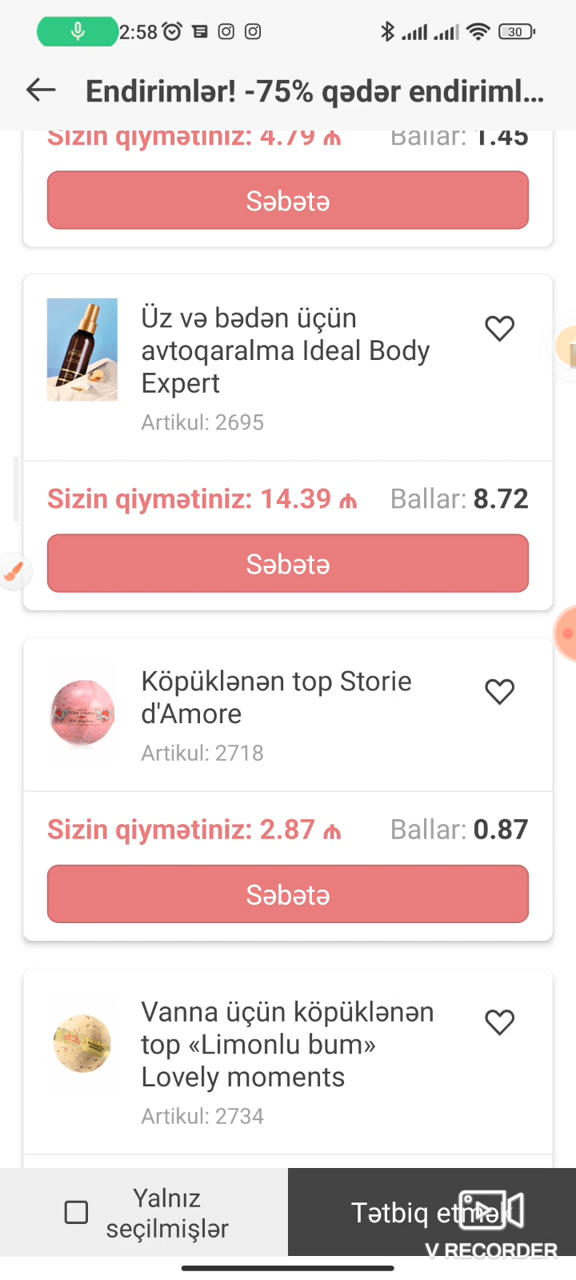 2:58
30
Endirimlər! -75% qədər endiriml...
Sizin qiymətiniz: 4.79 ₼ Ballar: 1.45
Səbətə
Üz və bədən üçün
avtoqaralma Ideal Body
Expert
Artikul: 2695
Sizin qiymətiniz: 14.39 ₼ Ballar: 8.72
Səbətə
Köpüklənən top Storie
d'Amore
Artikul: 2718
Sizin qiymətiniz: 2.87 ₼ Ballar: 0.87
Səbətə
Vanna üçün köpüklənən
top «Limonlu bum»
Lovely moments
Artikul: 2734
Yalnız
seçilmişlər
Tətbiq etmək
V RECORDER